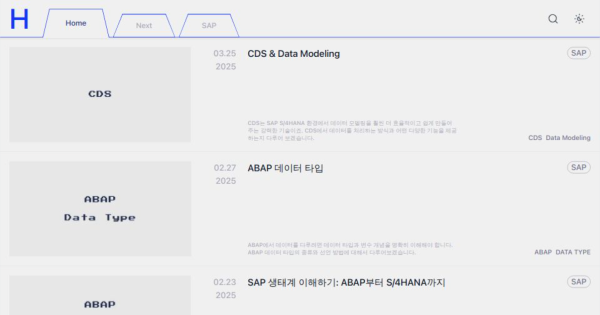 H
Home
Next
SAP
CDS
03.25
2025
CDS & Data Modeling
SAP
CDS는 SAP S/4HANA 환경에서 데이터 모델링을 훨씬 더 효율적이고 쉽게 만들어
주는 강력한 기술이죠. CDS에서 데이터를 처리하는 방식과 어떤 다양한 기능을 제공
하는지 다루어 보겠습니다.
CDS Data Modeling
ABAP
Data Type
02.27
2025
ABAP 데이터 타입
SAP
ABAP에서 데이터를 다루려면 데이터 타입과 변수 개념을 명확히 이해해야 합니다.
ABAP 데이터 타입의 종류와 선언 방법에 대해서 다루어보겠습니다.
ABAP DATA TYPE
ABAP
02.23
2025
SAP 생태계 이해하기: ABAP부터 S/4HANA까지
SAP